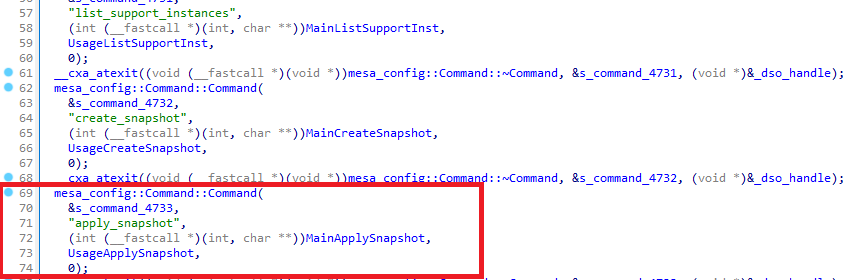 57 "list_support_instances",
58 (int (__fastcall *)(int, char **))MainListSupportInst,
59 UsageListSupportInst,
60 0);
61 __cxa_atexit((void (__fastcall *)(void *))mesa_config::Command::~Command, &s_command_4731, (void *)&_dso_handle);
62 mesa_config::Command::Command(
63 &s_command_4732,
64 "create_snapshot",
65 (int (__fastcall *)(int, char **))MainCreateSnapshot,
66 UsageCreateSnapshot,
67 0);
68 __cxa_atexit((void (__fastcall *)(void *))mesa_config::Command::~Command, &s_command_4732, (void *)&_dso_handle);
69 mesa_config::Command::Command(
70 &s_command_4733,
71 "apply_snapshot",
72 (int (__fastcall *)(int, char **))MainApplySnapshot,
73 UsageApplySnapshot,
74 0);